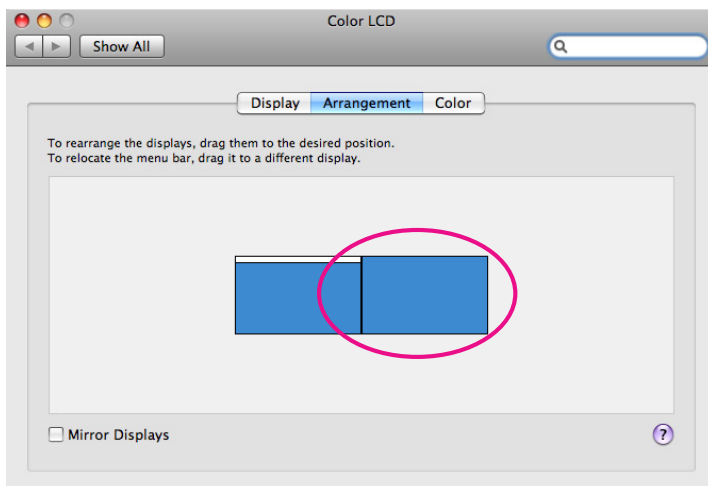 Color LCD
Show All
Display Arrangement Color
To rearrange the displays, drag them to the desired position.
To relocate the menu bar, drag it to a different display.
Mirror Displays
?